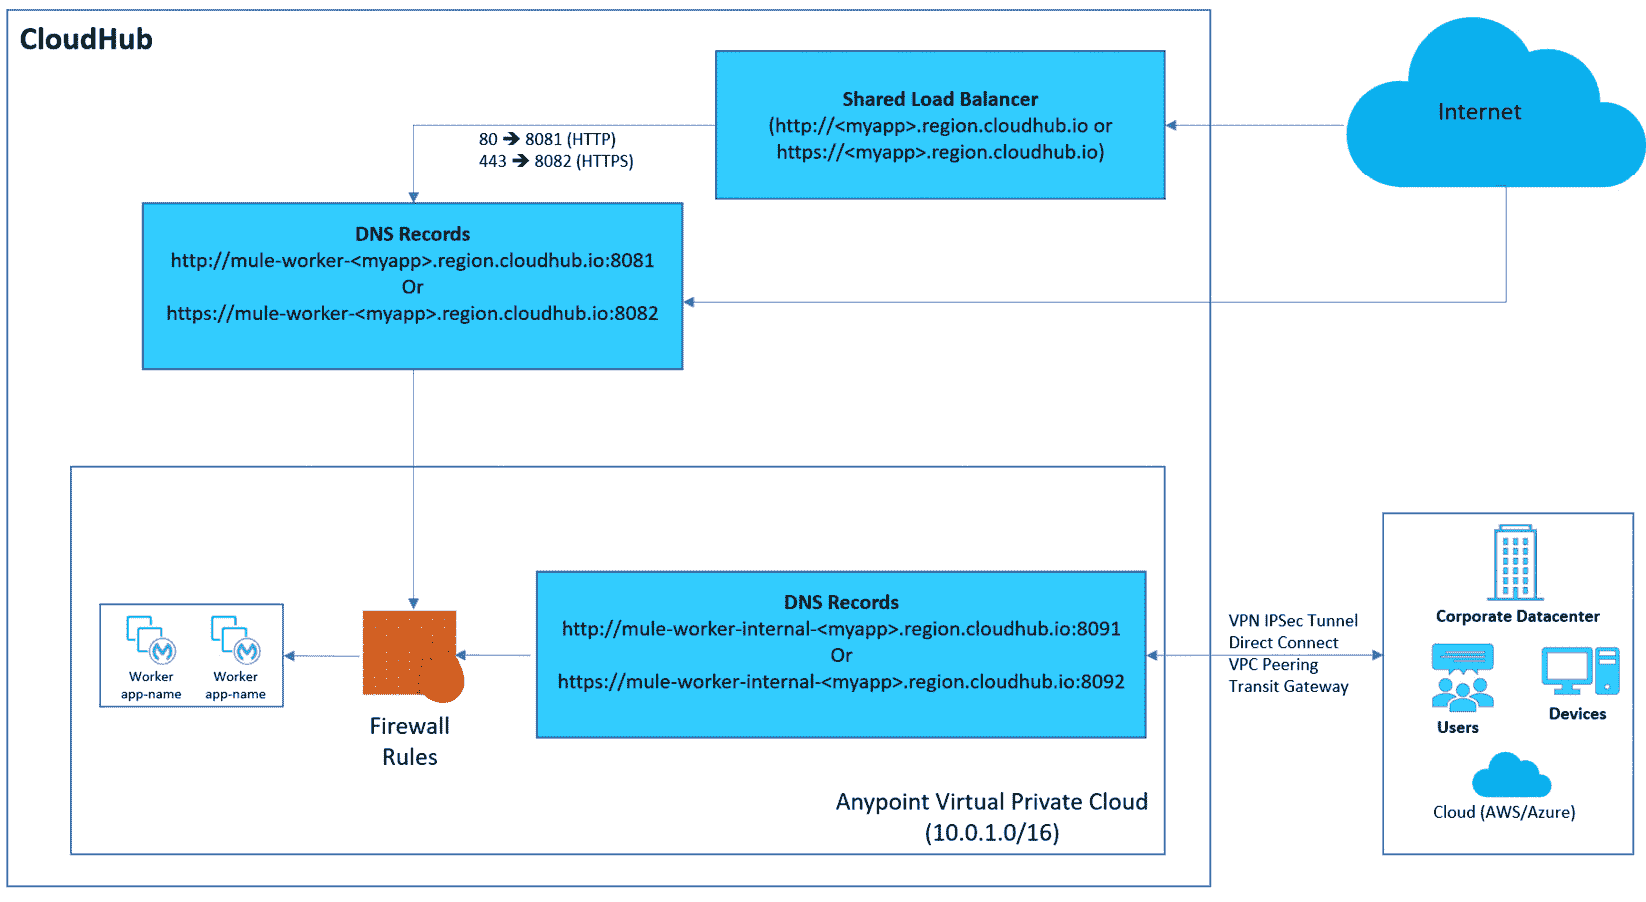 CloudHub
Shared Load Balancer
(http://<myapp>.region.cloudhub.io or
https://<myapp>.region.cloudhub.io)
Internet
80 ➔ 8081 (HTTP)
443 ➔ 8082 (HTTPS)
DNS Records
http://mule-worker-<myapp>.region.cloudhub.io:8081
Or
https://mule-worker-<myapp>.region.cloudhub.io:8082
DNS Records
http://mule-worker-internal-<myapp>.region.cloudhub.io:8091
Or
https://mule-worker-internal-<myapp>.region.cloudhub.io:8092
Worker
app-name
Worker
app-name
Firewall
Rules
Anypoint Virtual Private Cloud
(10.0.1.0/16)
VPN IPSec Tunnel
Direct Connect
VPC Peering
Transit Gateway
Corporate Datacenter
Users
Devices
Cloud (AWS/Azure)